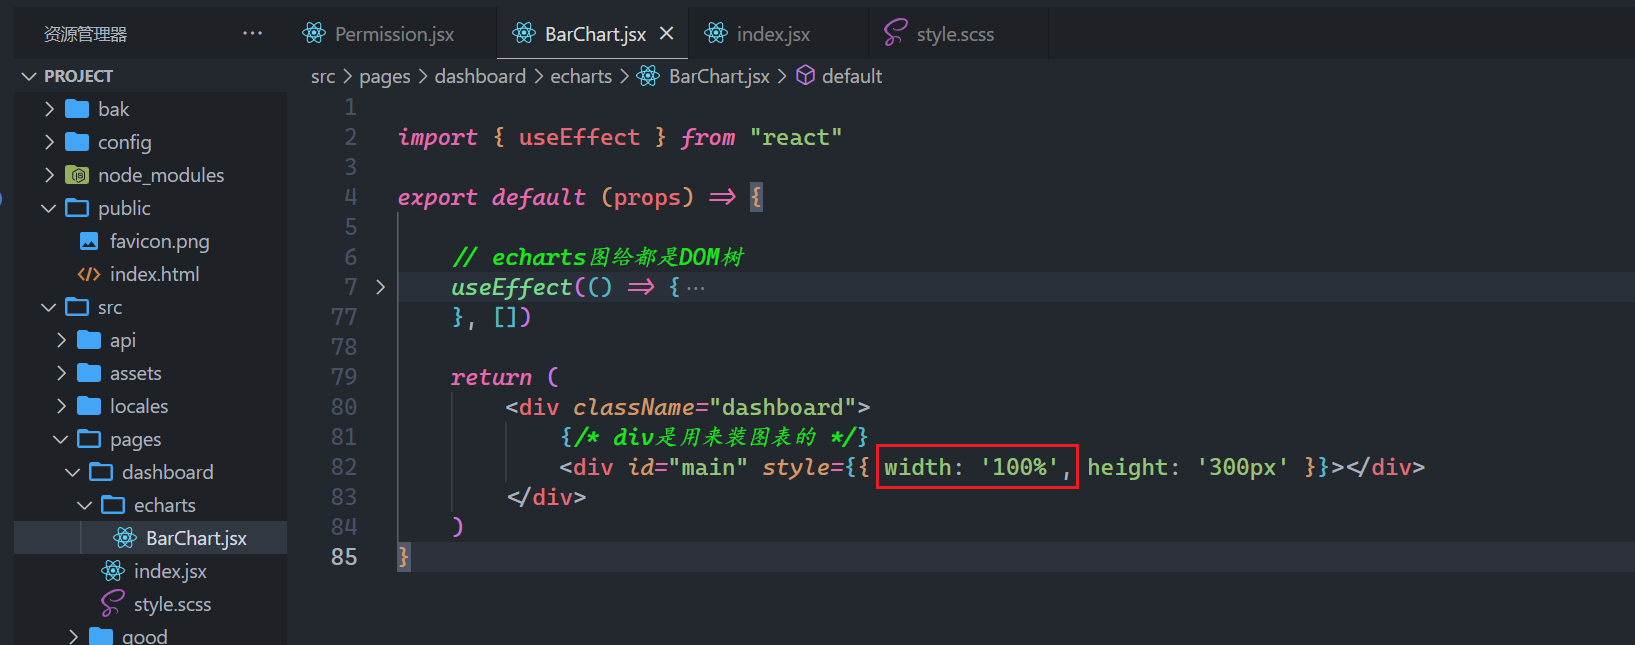 资源管理器 ···
Permission.jsx BarChart.jsx index.jsx style.scss
PROJECT
bak
config
node_modules
public
favicon.png
index.html
src
api
assets
locales
pages
dashboard
echarts
BarChart.jsx
index.jsx
style.scss
good
src > pages > dashboard > echarts > BarChart.jsx > default
1
2 import { useEffect } from "react"
3
4 export default (props) => {
5
6 // echarts图给都是DOM树
7 useEffect(() => {···
77 }, [])
78
79 return (
80 <div className="dashboard">
81 {/* div是用来装图表的 */}
82 <div id="main" style={{ width: '100%', height: '300px' }}></div>
83 </div>
84 )
85 }